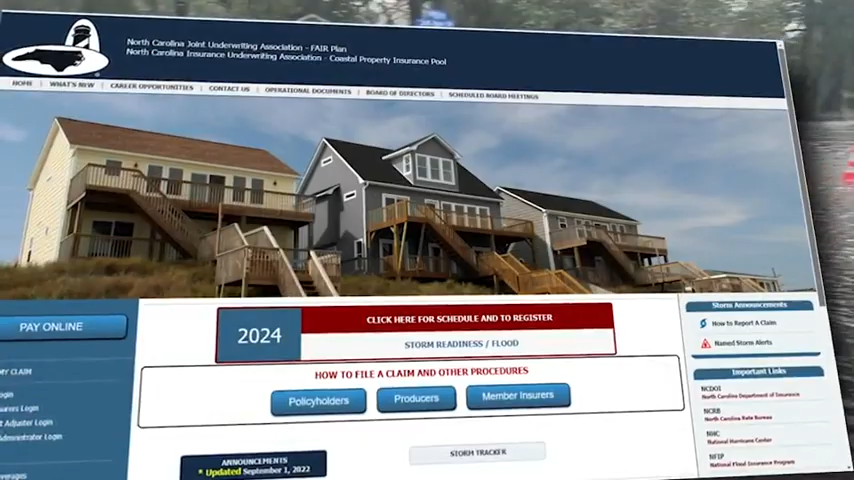 North Carolina Joint Underwriting Association - FAIR Plan
North Carolina Insurance Underwriting Association - Coastal Property Insurance Pool
HOME | WHAT'S NEW | CAREER OPPORTUNITIES | CONTACT US | OPERATIONAL DOCUMENTS | BOARD OF DIRECTORS | SCHEDULED BOARD MEETINGS
PAY ONLINE
MY CLAIM
Login
Login
Adjuster Login
Administrator Login
2024
CLICK HERE FOR SCHEDULE AND TO REGISTER
STORM READINESS / FLOOD
HOW TO FILE A CLAIM AND OTHER PROCEDURES
Policyholders
Producers
Member Insurers
ANNOUNCEMENTS
* Updated September 1, 2022
STORM TRACKER
Storm Announcements
How to Report A Claim
Named Storm Alerts
Important Links
NCDOI
North Carolina Department of Insurance
NCRB
North Carolina Rate Bureau
NHC
National Hurricane Center
NFIP
National Flood Insurance Program